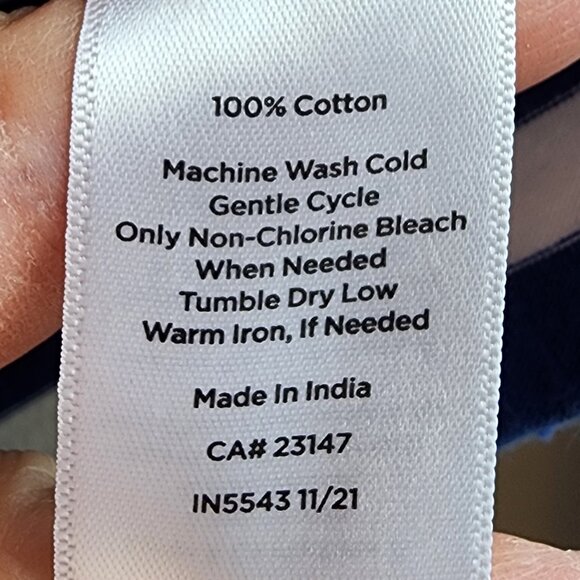 100% Cotton
Machine Wash Cold
Gentle Cycle
Only Non-Chlorine Bleach
When Needed
Tumble Dry Low
Warm Iron, If Needed
Made In India
CA# 23147
IN5543 11/21